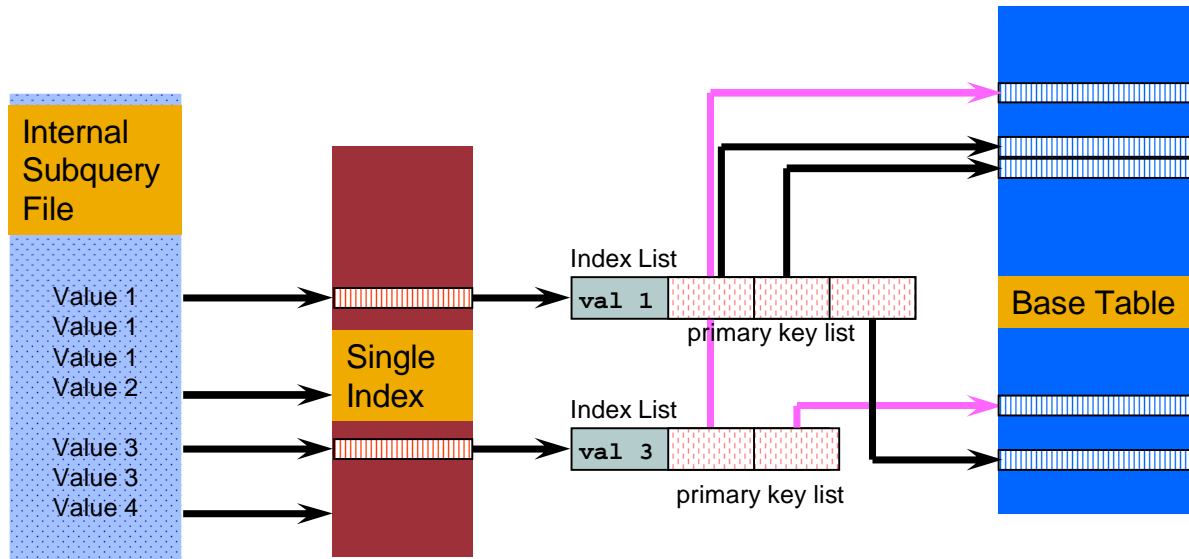 Internal
Subquery
File
Value 1
Value 1
Value 1
Value 2
Value 3
Value 3
Value 4
Single
Index
Index List
val 1
primary key list
Index List
val 3
primary key list
Base Table